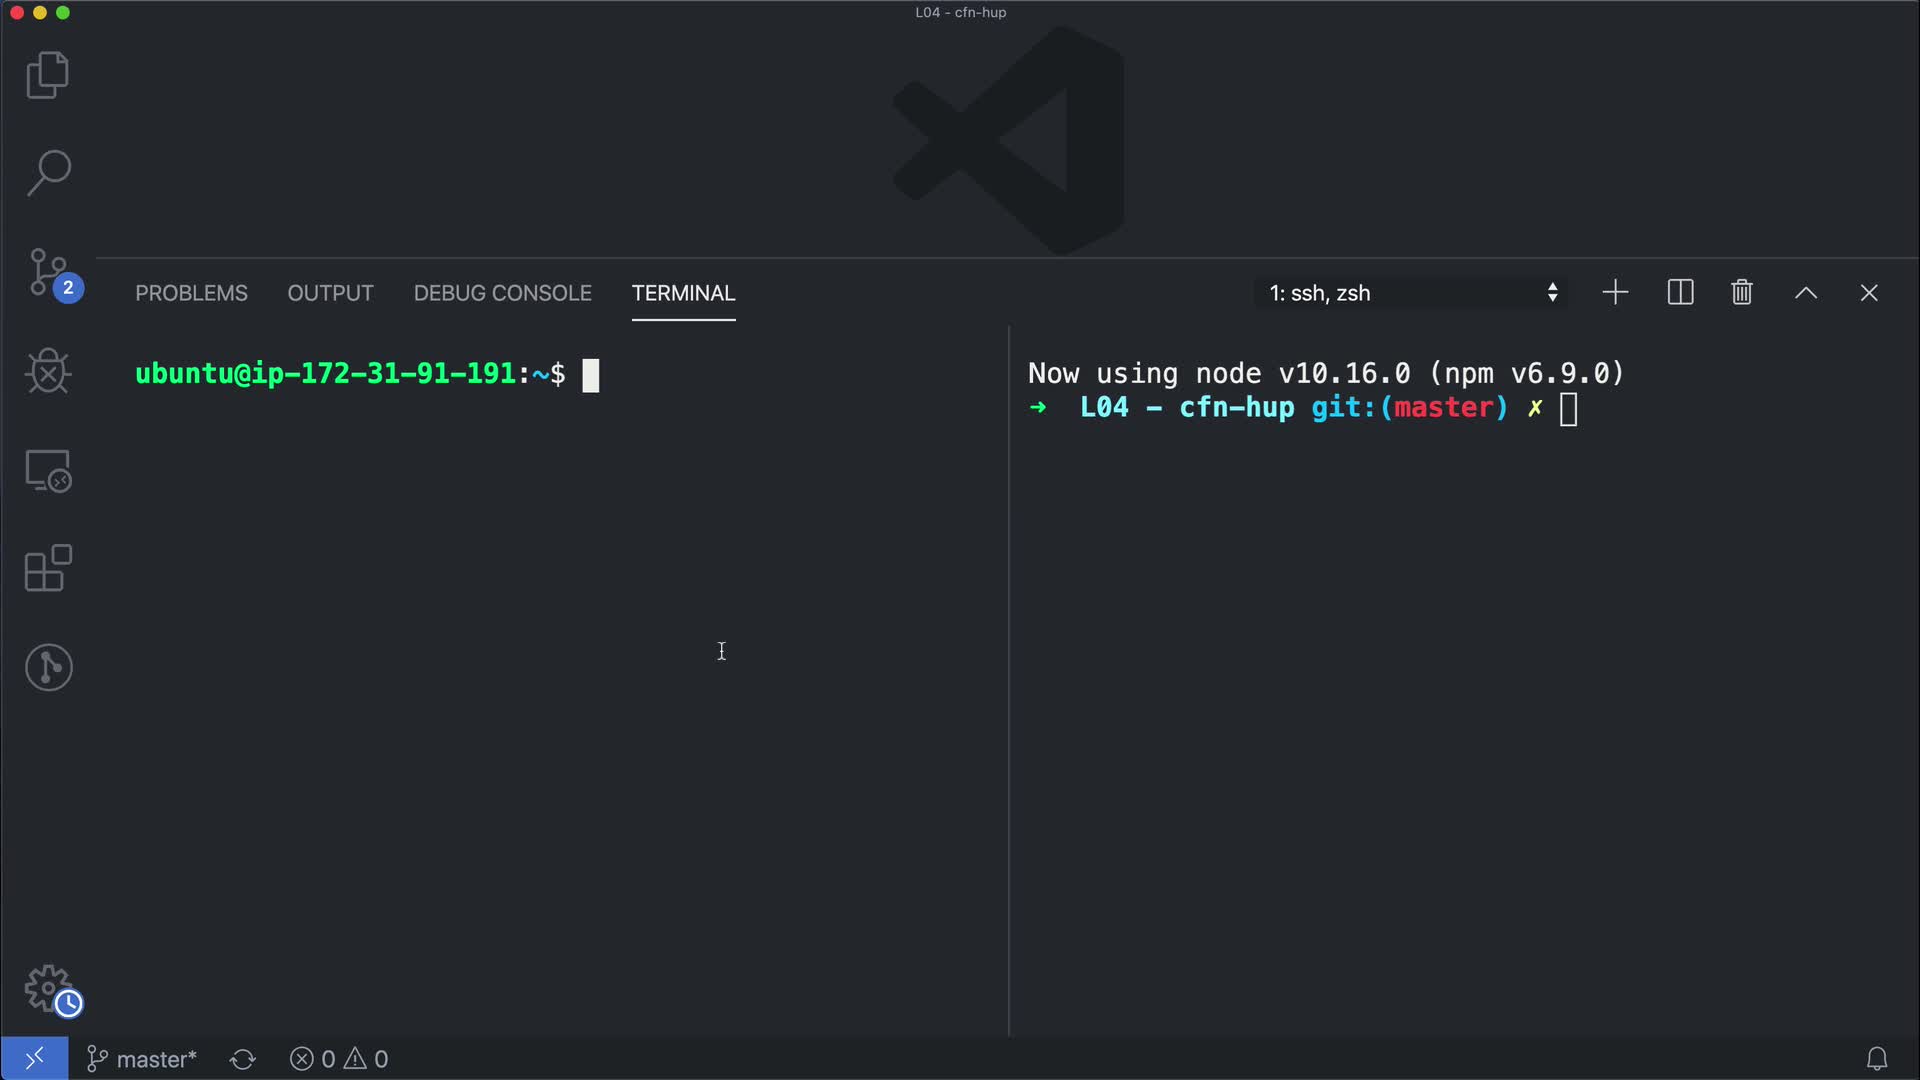 L04 - cfn-hup
2
PROBLEMS OUTPUT DEBUG CONSOLE TERMINAL 1: ssh, zsh
ubuntu@ip-172-31-91-191:~$
Now using node v10.16.0 (npm v6.9.0)
➜ L04 - cfn-hup git:(master) ✗
master* 0 0